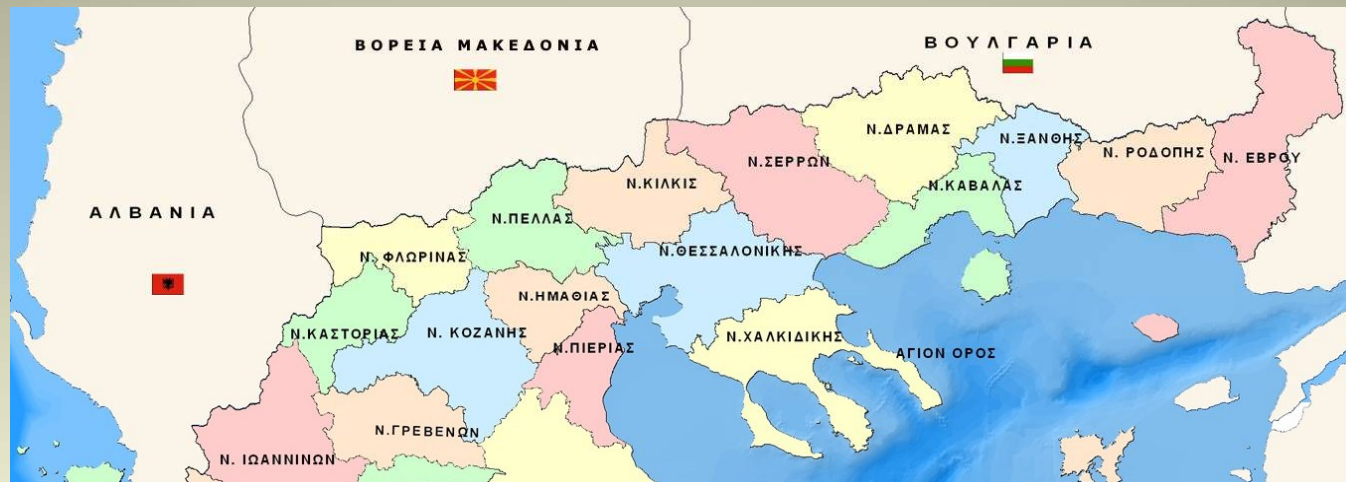 ΒΟΡΕΙΑ ΜΑΚΕΔΟΝΙΑ
ΒΟΥΛΓΑΡΙΑ
Ν.ΔΡΑΜΑΣ
Ν.ΞΑΝΘΗΣ
Ν. ΡΟΔΟΠΗΣ
Ν. ΕΒΡΟΥ
Ν.ΣΕΡΡΩΝ
Ν.ΚΙΛΚΙΣ
Ν.ΚΑΒΑΛΑΣ
ΑΛΒΑΝΙΑ
Ν.ΠΕΛΛΑΣ
Ν. ΦΛΩΡΙΝΑΣ
Ν.ΘΕΣΣΑΛΟΝΙΚΗΣ
Ν.ΗΜΑΘΙΑΣ
Ν.ΚΑΣΤΟΡΙΑΣ
Ν. ΚΟΖΑΝΗΣ
Ν.ΠΙΕΡΙΑΣ
Ν.ΧΑΛΚΙΔΙΚΗΣ
ΑΓΙΟΝ ΟΡΟΣ
Ν.ΓΡΕΒΕΝΩΝ
Ν. ΙΩΑΝΝΙΝΩΝ